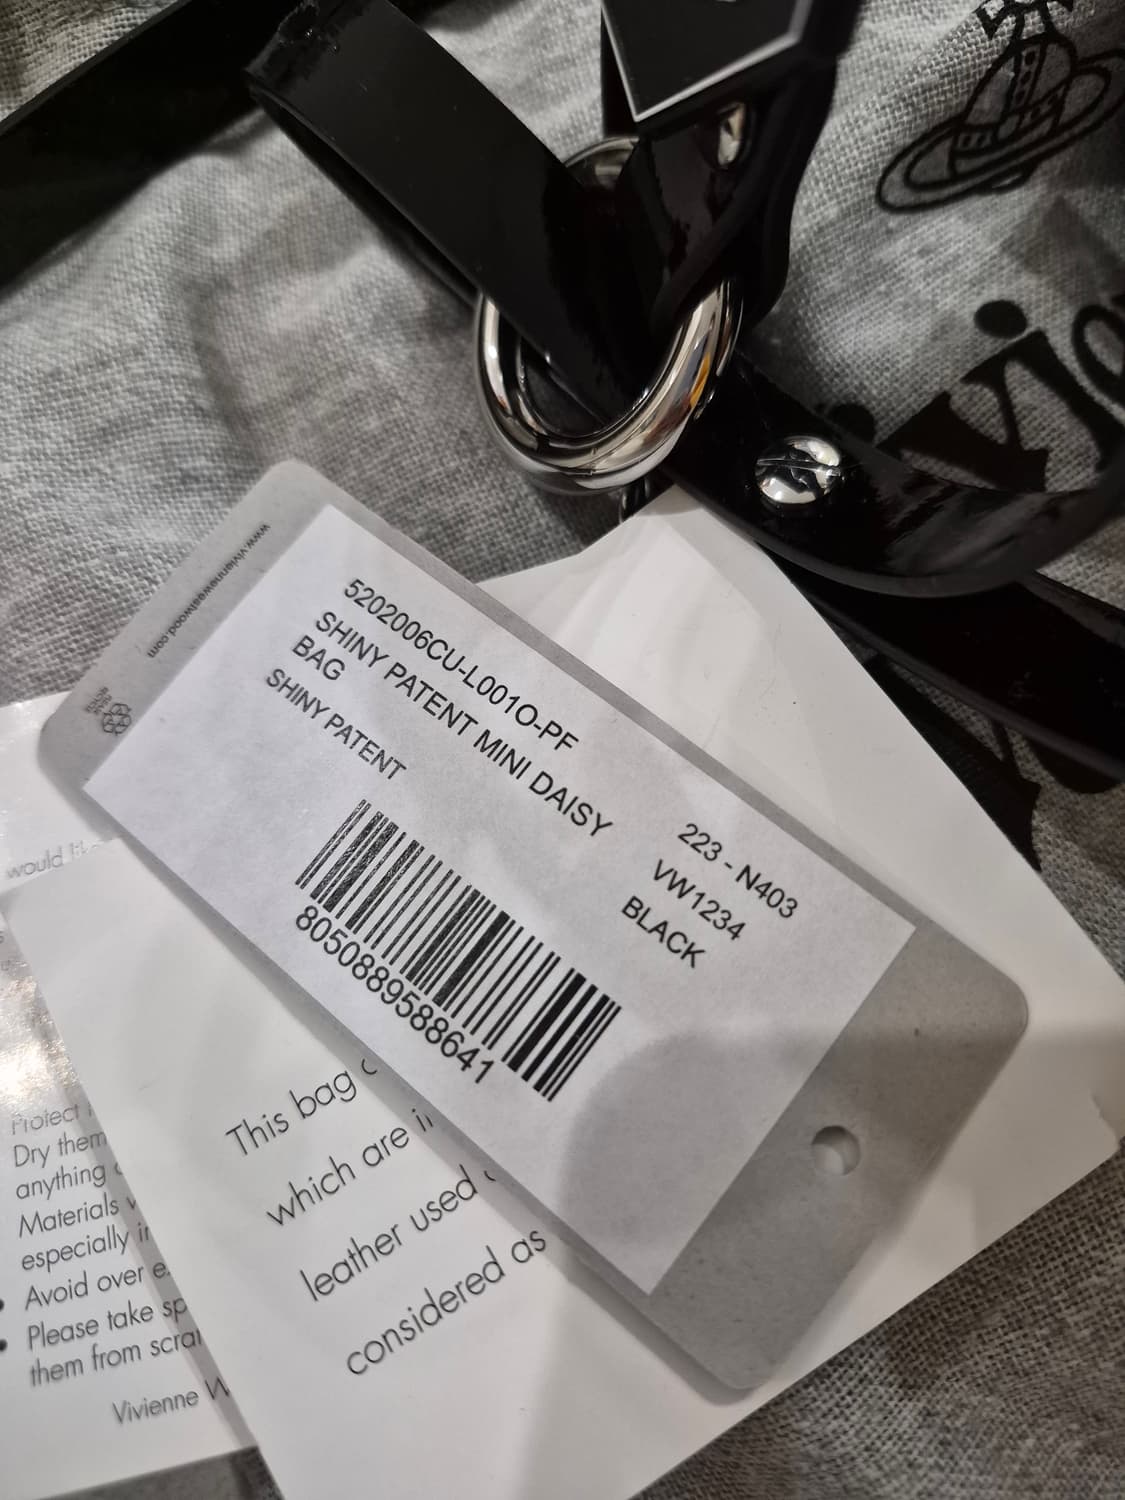 vivie
www.viviennewestwood.com
5202006CU-L001O-PF
SHINY PATENT MINI DAISY
BAG
SHINY PATENT
223 - N403
VW1234
BLACK
8050889588641
would
This bag
which are
leather used
considered as
Protect
Dry them
anything
Materials
especially
Avoid over
Please take
them from
Vivienne W